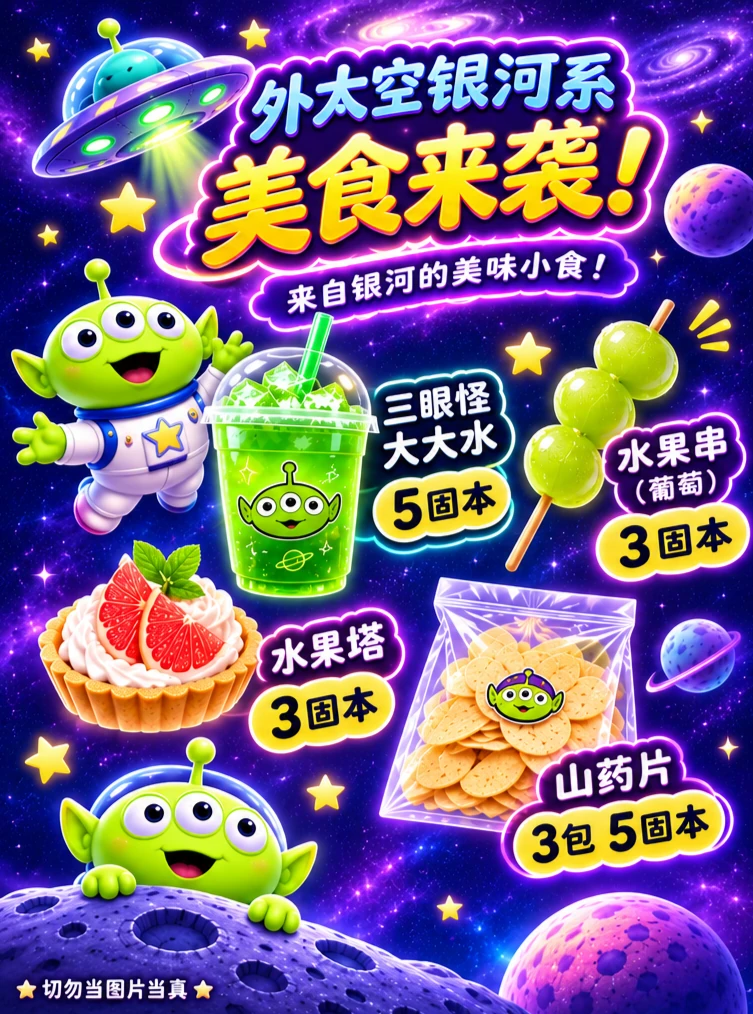 外太空银河系
美食来袭！
来自银河的美味小食！
三眼怪
大大水
5固本
水果串
（葡萄）
3固本
水果塔
3固本
山药片
3包 5固本
切勿当图片当真